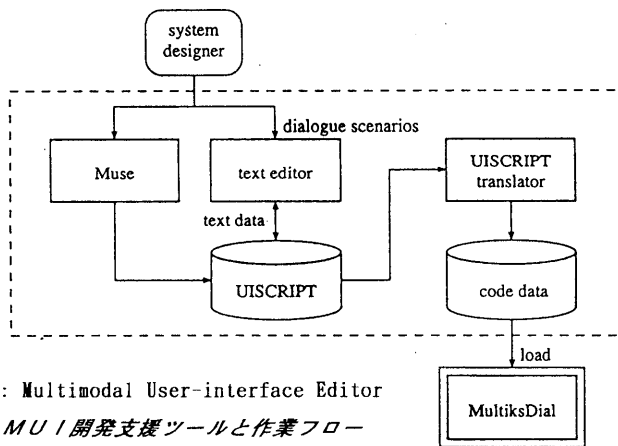 system
designer
dialogue scenarios
Muse
text editor
UISCRIPT
translator
text data
UISCRIPT
code data
load
: Multimodal User-interface Editor
MultiksDial
MUI開発支援ツールと作業フロー